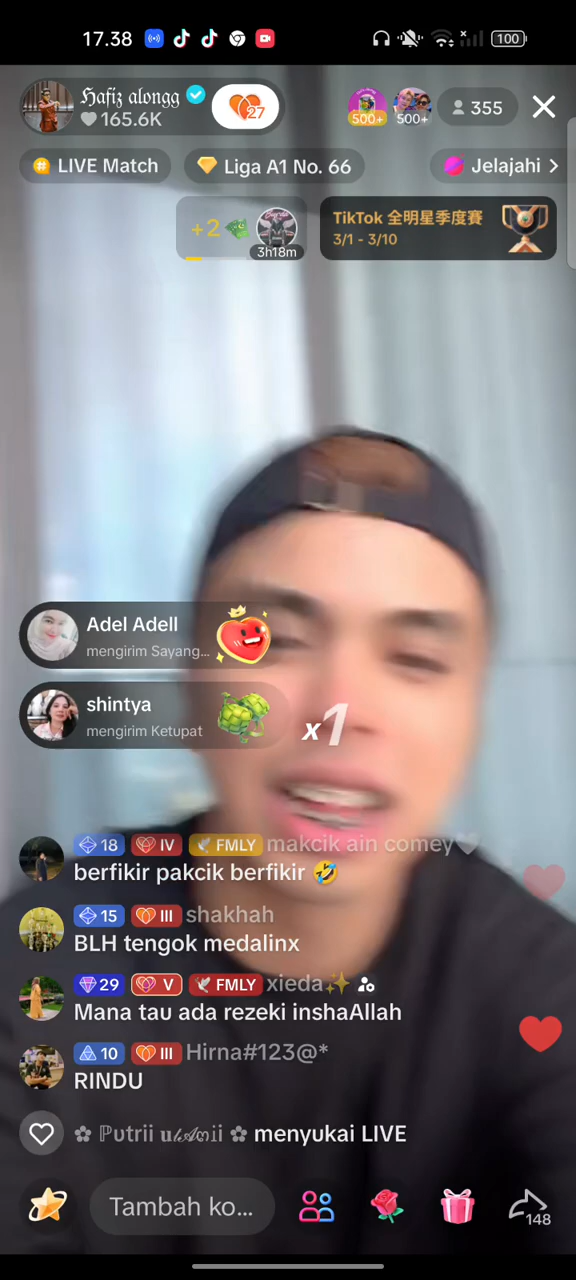 17.38
100
ℌ𝔞𝔣𝔦𝔷 𝔞𝔩𝔬𝔫𝔤𝔤
165.6K
27
500+
500+
355
LIVE Match
Liga A1 No. 66
Jelajahi >
+2
3h18m
TikTok 全明星季度賽
3/1 - 3/10
Adel Adell
mengirim Sayang...
shintya
mengirim Ketupat
x1
18 IV FMLY makcik ain comey🤍
berfikir pakcik berfikir 🤣
15 III shakhah
BLH tengok medalinx
29 V FMLY xieda✨
Mana tau ada rezeki inshaAllah
10 III Hirna#123@*
RINDU
✿ ℙυtrii 𝐮𝓽𝓐𝓶ii ✿ menyukai LIVE
Tambah ko...
148